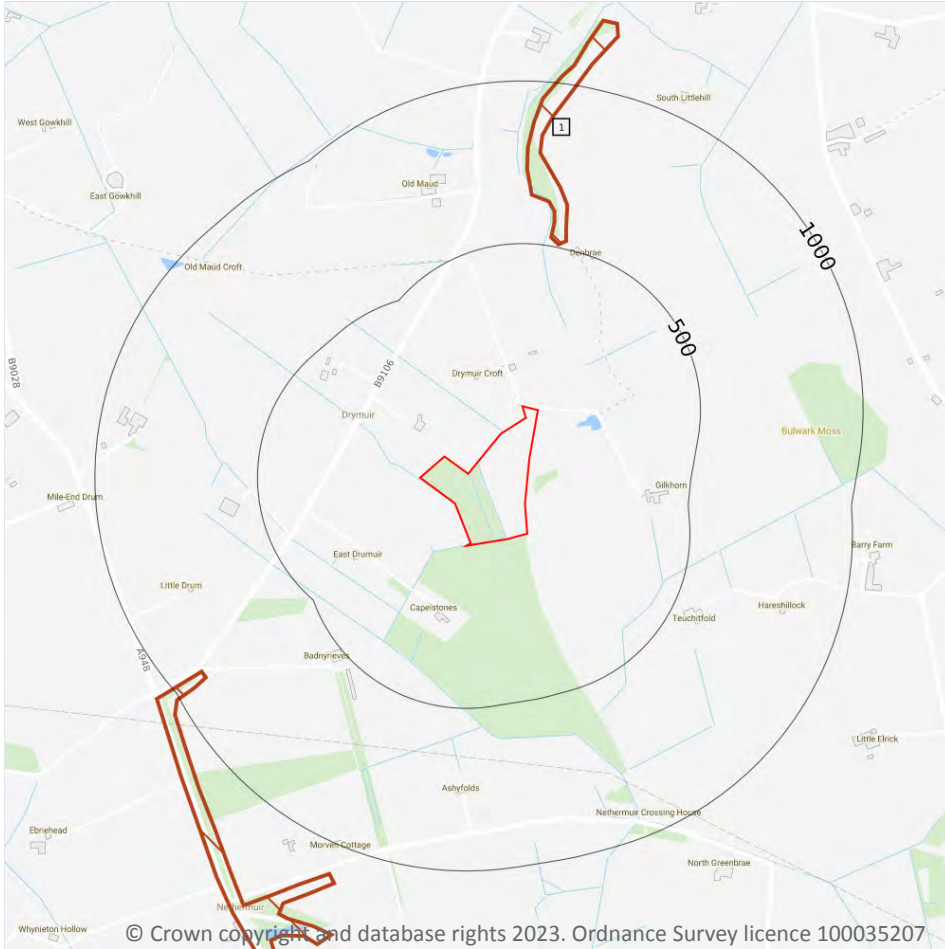 South Littlehill
1
West Gowkhill
Old Maud
East Gowkhill
1000
Denbrae
Old Maud Croft
500
B9028
B9106
Drymuir Croft
Drymuir
Bulwark Moss
Gilkhorn
Mile-End Drum
Barry Farm
East Drumuir
Little Drum
Capelstones
Hareshillock
Teuchitfold
A948
Badnyrieves
Little Elrick
Ashyfolds
Nethermuir Crossing House
Ebriehead
Morven Cottage
North Greenbrae
Nethermuir
Whynieton Hollow
© Crown copyright and database rights 2023. Ordnance Survey licence 100035207